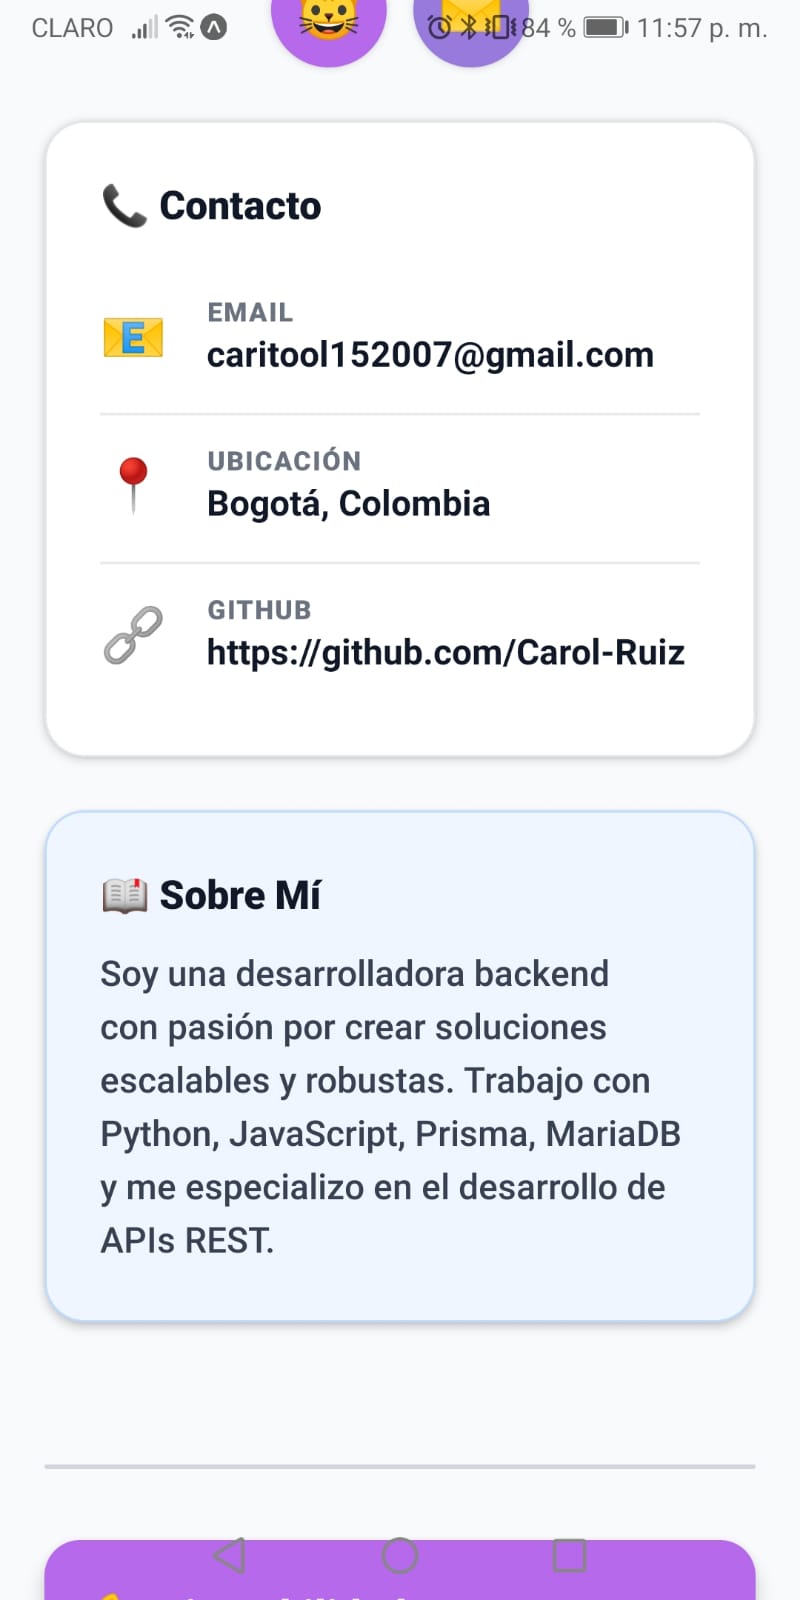 CLARO 84 % 11:57 p. m.
Contacto
EMAIL
caritool152007@gmail.com
UBICACIÓN
Bogotá, Colombia
GITHUB
https://github.com/Carol-Ruiz
Sobre Mí
Soy una desarrolladora backend
con pasión por crear soluciones
escalables y robustas. Trabajo con
Python, JavaScript, Prisma, MariaDB
y me especializo en el desarrollo de
APIs REST.